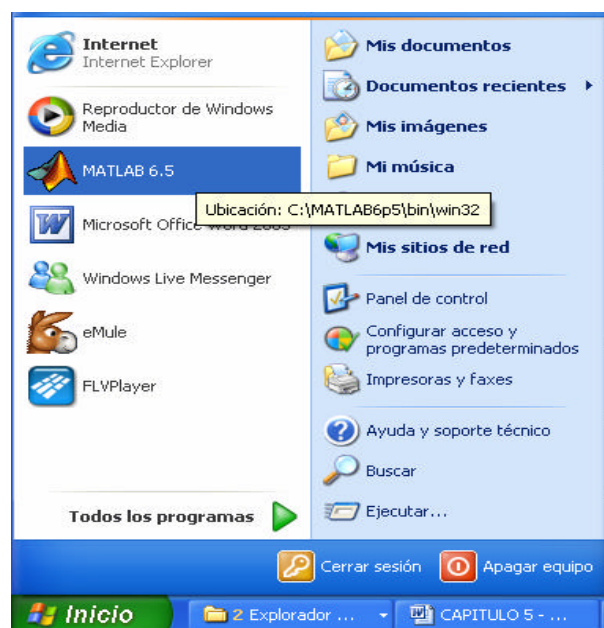 Internet
Internet Explorer
Reproductor de Windows
Media
MATLAB 6.5
Ubicación: C:\MATLAB6p5\bin\win32
Microsoft Office Word 2003
Windows Live Messenger
eMule
FLVPlayer
Todos los programas
Mis documentos
Documentos recientes
Mis imágenes
Mi música
Mis sitios de red
Panel de control
Configurar acceso y
programas predeterminados
Impresoras y faxes
Ayuda y soporte técnico
Buscar
Ejecutar...
Cerrar sesión
Apagar equipo
Inicio
2 Explorador ...
CAPITULO 5 - ...